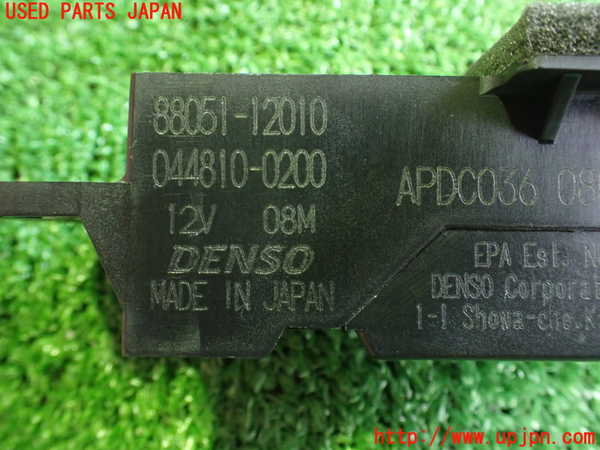 USED PARTS JAPAN
88051-12010
044810-0200
12V 08M
DENSO
MADE IN JAPAN
APDC036
EPA Est.
DENSO
1-1 Showa-cho,
http://www.upjpn.com/